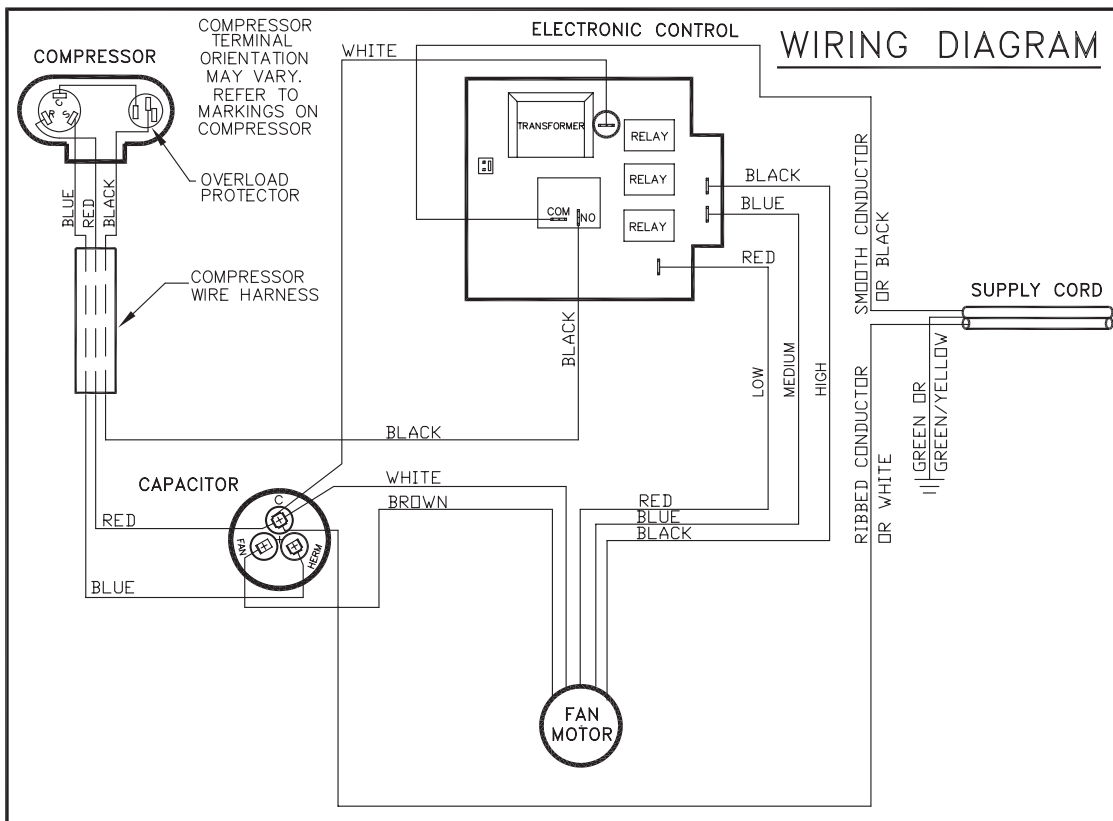 WIRING DIAGRAM
ELECTRONIC CONTROL
COMPRESSOR
COMPRESSOR
TERMINAL
ORIENTATION
MAY VARY.
REFER TO
MARKINGS ON
COMPRESSOR
WHITE
C
R
S
TRANSFORMER
RELAY
RELAY
RELAY
COM
NO
BLACK
BLUE
RED
OVERLOAD
PROTECTOR
BLUE
RED
BLACK
COMPRESSOR
WIRE HARNESS
BLACK
LOW
MEDIUM
HIGH
SMOOTH CONDUCTOR
OR BLACK
SUPPLY CORD
RIBBED CONDUCTOR
OR WHITE
GREEN OR
GREEN/YELLOW
BLACK
CAPACITOR
WHITE
BROWN
RED
BLUE
BLACK
C
FAN
HERM
RED
BLUE
FAN
MOTOR